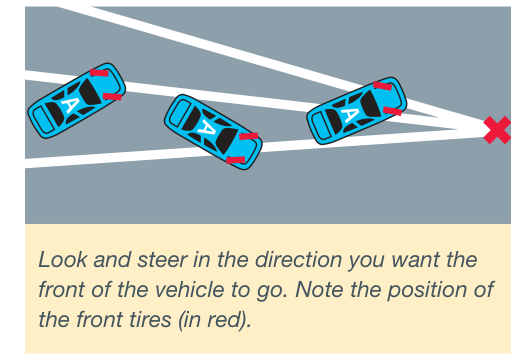 A
A
A
Look and steer in the direction you want the
front of the vehicle to go. Note the position of
the front tires (in red).